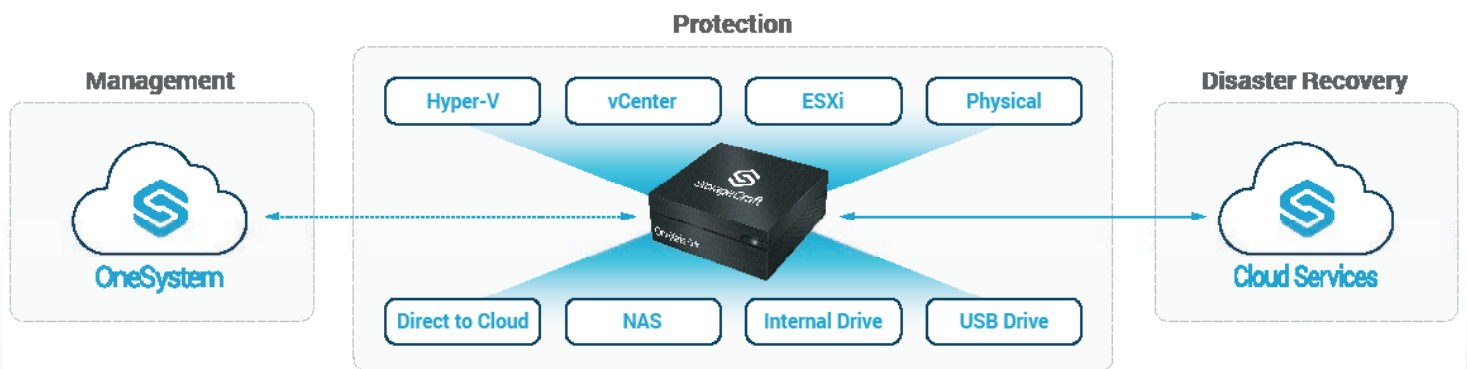 Protection
Management
Disaster Recovery
Hyper-V
vCenter
ESXi
Physical
StorageCraft
OneSystem
Cloud Services
Direct to Cloud
NAS
Internal Drive
USB Drive